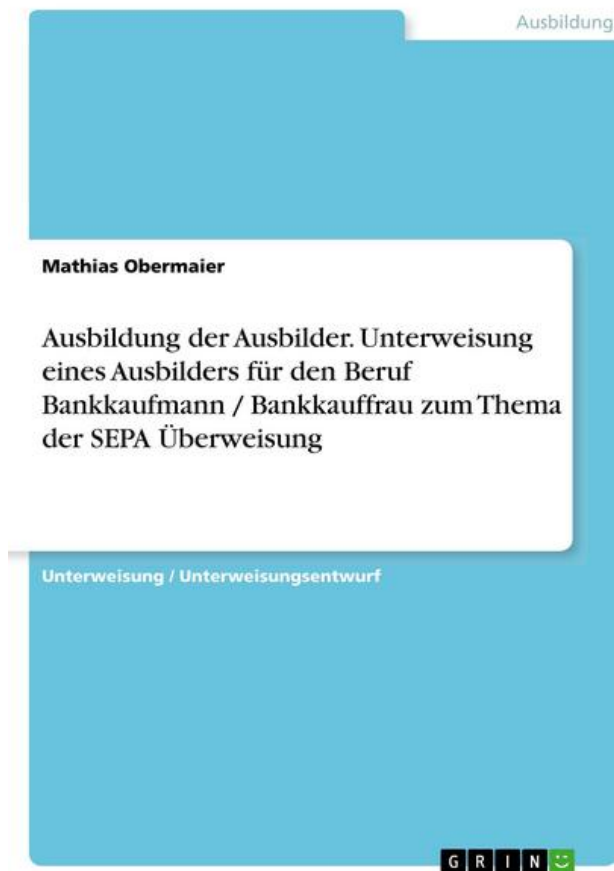 Ausbildung
Mathias Obermaier
Ausbildung der Ausbilder. Unterweisung
eines Ausbilders für den Beruf
Bankkaufmann / Bankkauffrau zum Thema
der SEPA Überweisung
Unterweisung / Unterweisungsentwurf
GRIN